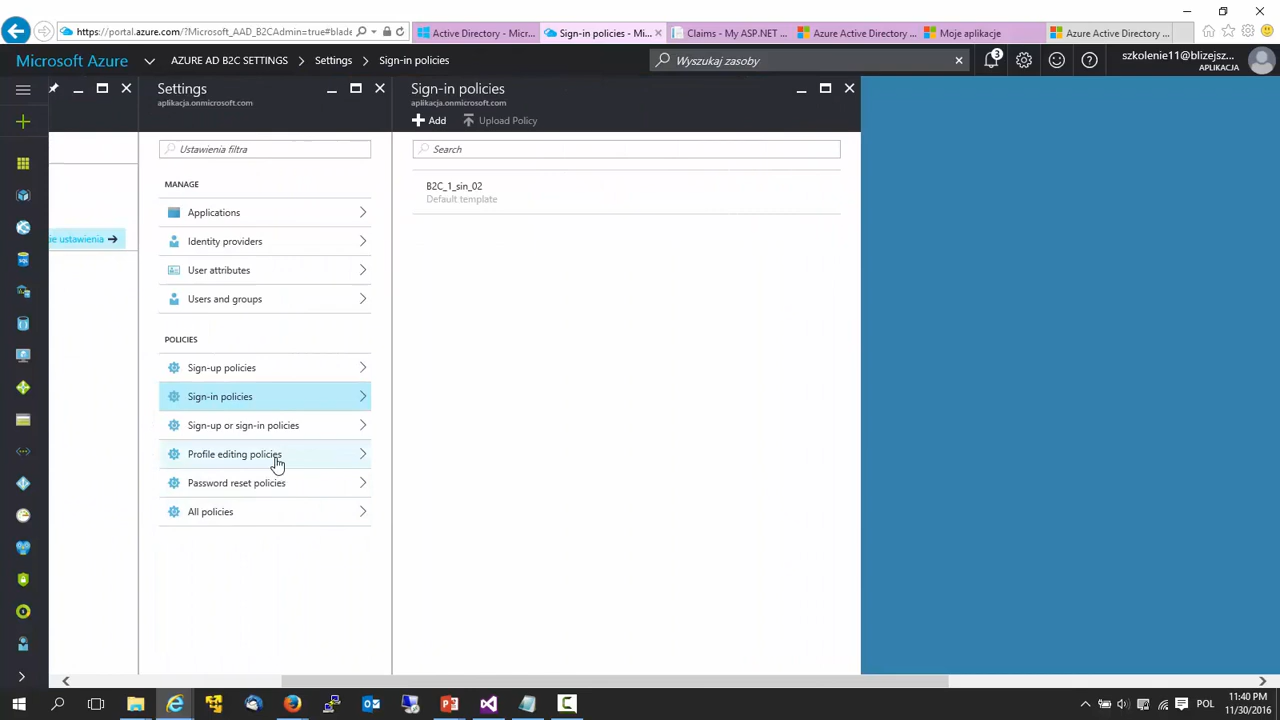 https://portal.azure.com/?Microsoft_AAD_B2CAdmin=true#blade
Active Directory - Micr...
Sign-in policies - Mi...
Claims - My ASP.NET ...
Azure Active Directory ...
Moje aplikacje
Azure Active Directory ...
Microsoft Azure
AZURE AD B2C SETTINGS
Settings
Sign-in policies
Wyszukaj zasoby
3
szkolenie11@blizejsz...
APLIKACJA
Settings
aplikacja.onmicrosoft.com
Sign-in policies
aplikacja.onmicrosoft.com
Add
Upload Policy
Ustawienia filtra
Search
MANAGE
B2C_1_sin_02
Default template
Applications
ie ustawienia
Identity providers
User attributes
Users and groups
POLICIES
Sign-up policies
Sign-in policies
Sign-up or sign-in policies
Profile editing policies
Password reset policies
All policies
POL
11:40 PM
11/30/2016